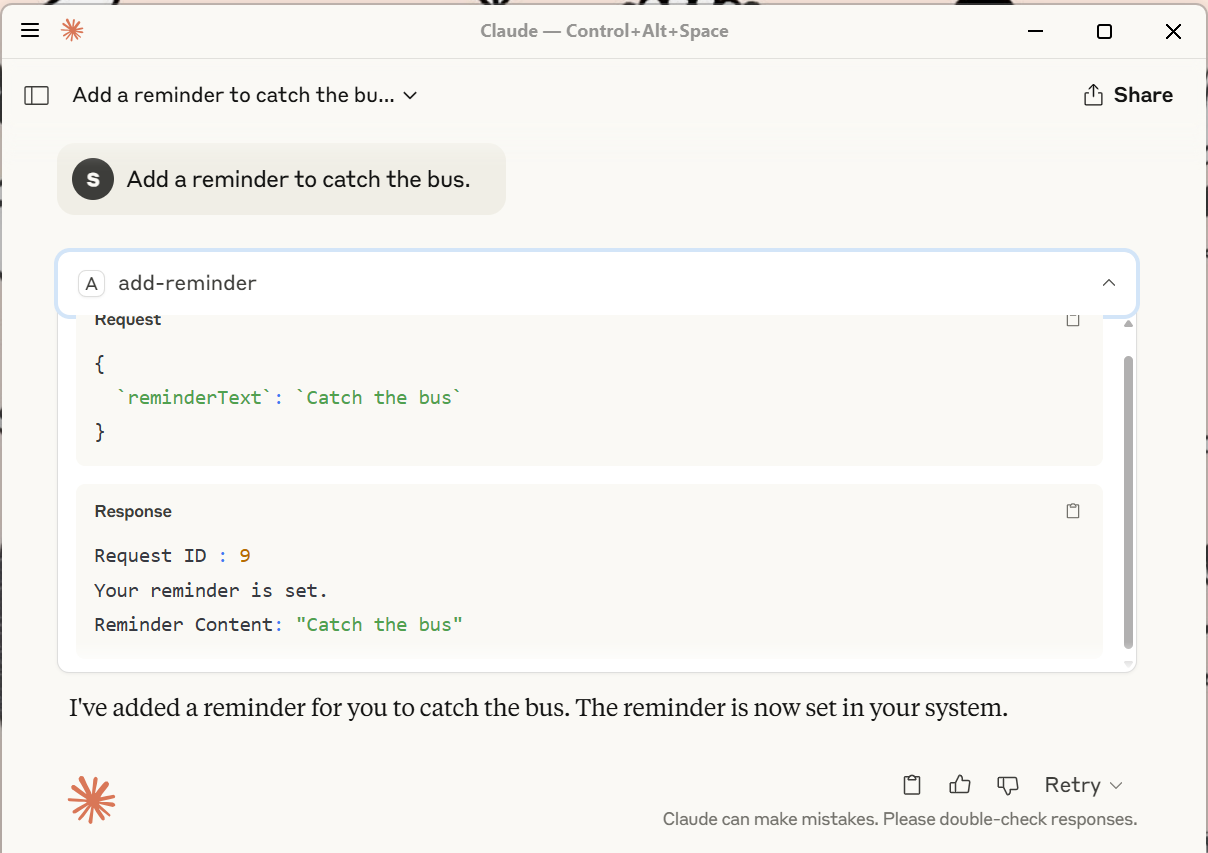 Claude — Control+Alt+Space
Add a reminder to catch the bu...
Share
S
Add a reminder to catch the bus.
A
add-reminder
Request
{
`reminderText`: `Catch the bus`
}
Response
Request ID : 9
Your reminder is set.
Reminder Content: "Catch the bus"
I've added a reminder for you to catch the bus. The reminder is now set in your system.
Retry
Claude can make mistakes. Please double-check responses.